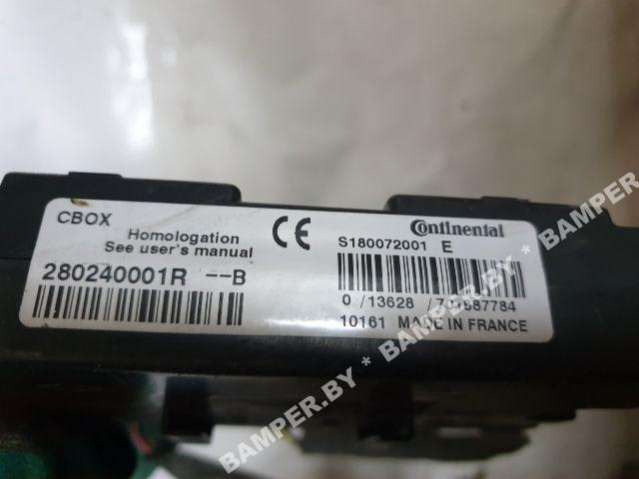 CBOX
Homologation
See user's manual
CE
Continental
S180072001 E
280240001R --B
0 /13628 /
10161 MADE IN FRANCE
BAMPER.BY * BAMPER.BY * BAMPER.BY